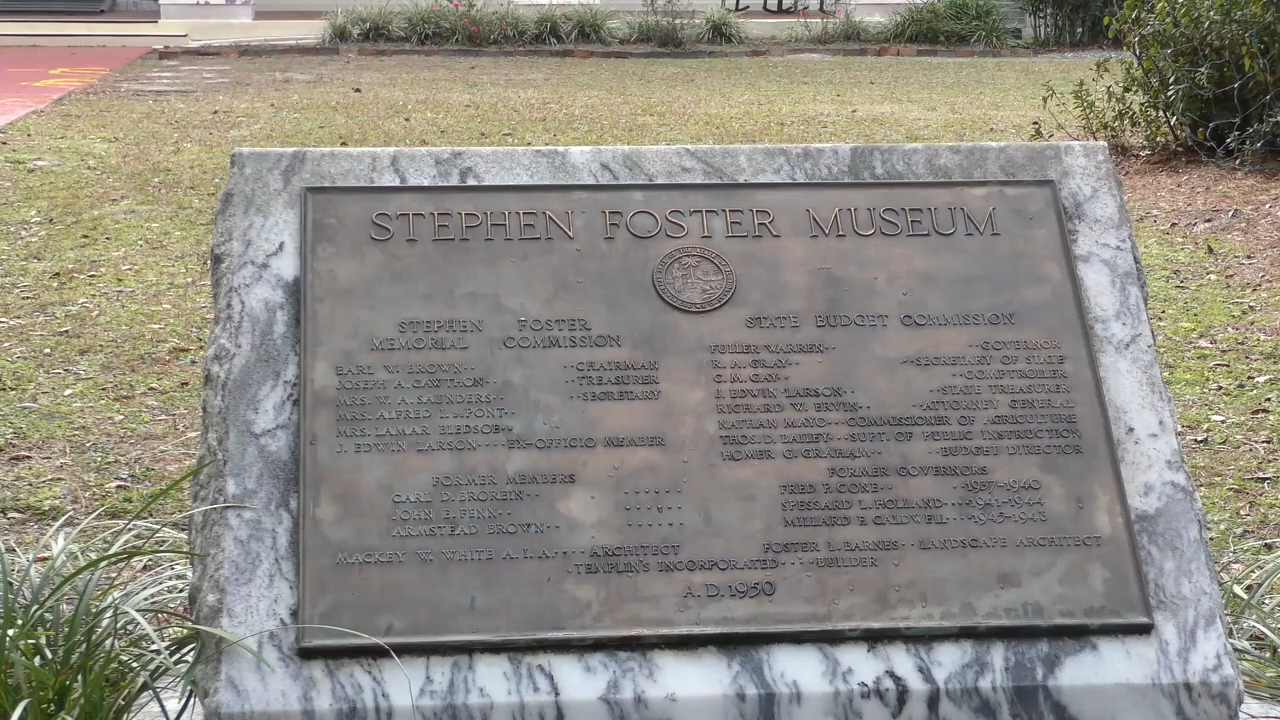 STEPHEN FOSTER MUSEUM
STEPHEN FOSTER
MEMORIAL COMMISSION
EARL W. BROWN·· ··CHAIRMAN
JOSEPH A. CAWTHON·· ··TREASURER
MRS. W. A. SAUNDERS·· ··SECRETARY
MRS. ALFRED I. DUPONT··
MRS. LAMAR BLEDSOE··
J. EDWIN LARSON····EX-OFFICIO MEMBER
FORMER MEMBERS
CARL D. BROREIN·· ······
JOHN E. FENN·· ······
ARMSTEAD BROWN·· ······
STATE BUDGET COMMISSION
FULLER WARREN·· ··GOVERNOR
R. A. GRAY·· ··SECRETARY OF STATE
C. M. GAY·· ··COMPTROLLER
J. EDWIN LARSON·· ··STATE TREASURER
RICHARD W. ERVIN·· ··ATTORNEY GENERAL
NATHAN MAYO···COMMISSIONER OF AGRICULTURE
THOS. D. BAILEY···SUPT. OF PUBLIC INSTRUCTION
HOMER G. GRAHAM·· ··BUDGET DIRECTOR
FORMER GOVERNORS
FRED P. CONE·· ··1937-1940
SPESSARD L. HOLLAND····1941-1944
MILLARD F. CALDWELL···1945-1948
MACKEY W. WHITE A.I.A.···· ARCHITECT FOSTER L. BARNES·· LANDSCAPE ARCHITECT
TEMPLIN'S INCORPORATED····BUILDER
A.D. 1950